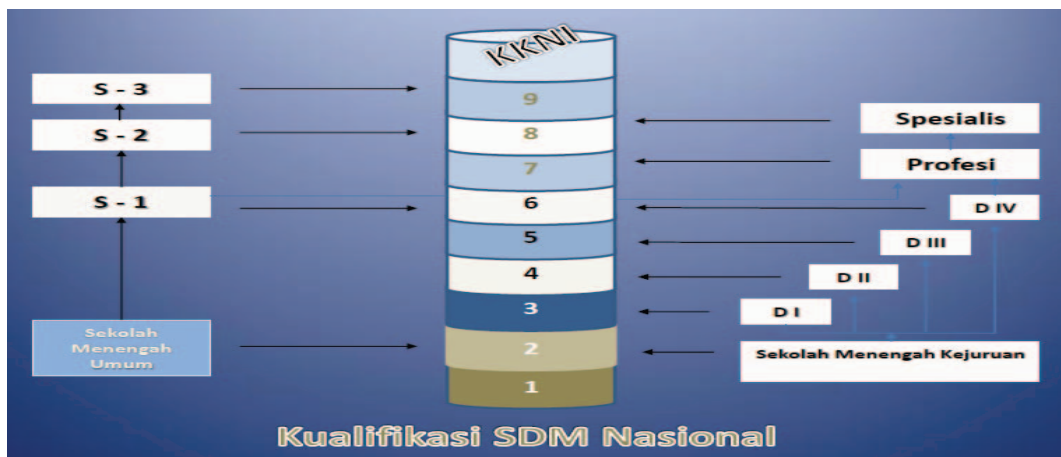 KKNI
S - 3
S - 2
S - 1
Sekolah
Menengah
Umum
9
8
7
6
5
4
3
2
1
Spesialis
Profesi
D IV
D III
D II
D I
Sekolah Menengah Kejuruan
Kualifikasi SDM Nasional